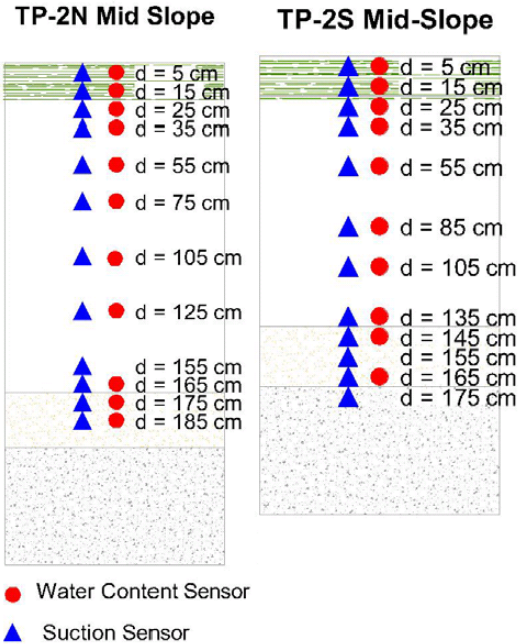 TP-2N Mid Slope
d = 5 cm
d = 15 cm
d = 25 cm
d = 35 cm
d = 55 cm
d = 75 cm
d = 105 cm
d = 125 cm
d = 155 cm
d = 165 cm
d = 175 cm
d = 185 cm
TP-2S Mid-Slope
d = 5 cm
d = 15 cm
d = 25 cm
d = 35 cm
d = 55 cm
d = 85 cm
d = 105 cm
d = 135 cm
d = 145 cm
d = 155 cm
d = 165 cm
d = 175 cm
Water Content Sensor
Suction Sensor